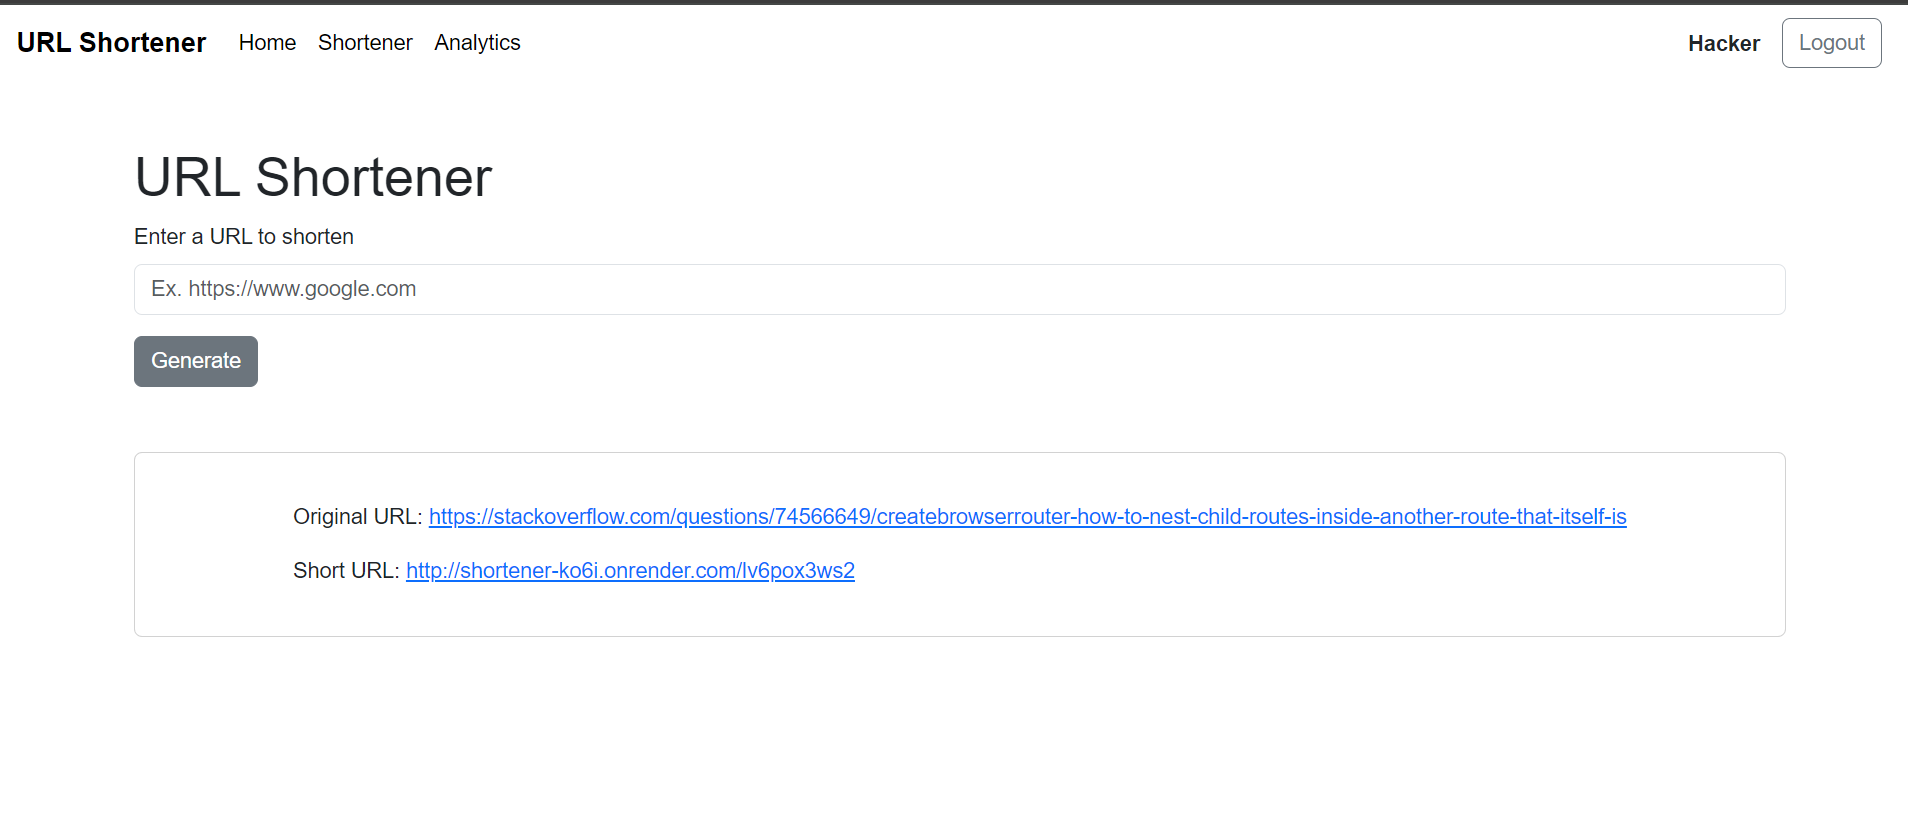 URL Shortener Home Shortener Analytics Hacker Logout
URL Shortener
Enter a URL to shorten
Ex. https://www.google.com
Generate
Original URL: https://stackoverflow.com/questions/74566649/createbrowserrouter-how-to-nest-child-routes-inside-another-route-that-itself-is
Short URL: http://shortener-ko6i.onrender.com/lv6pox3ws2